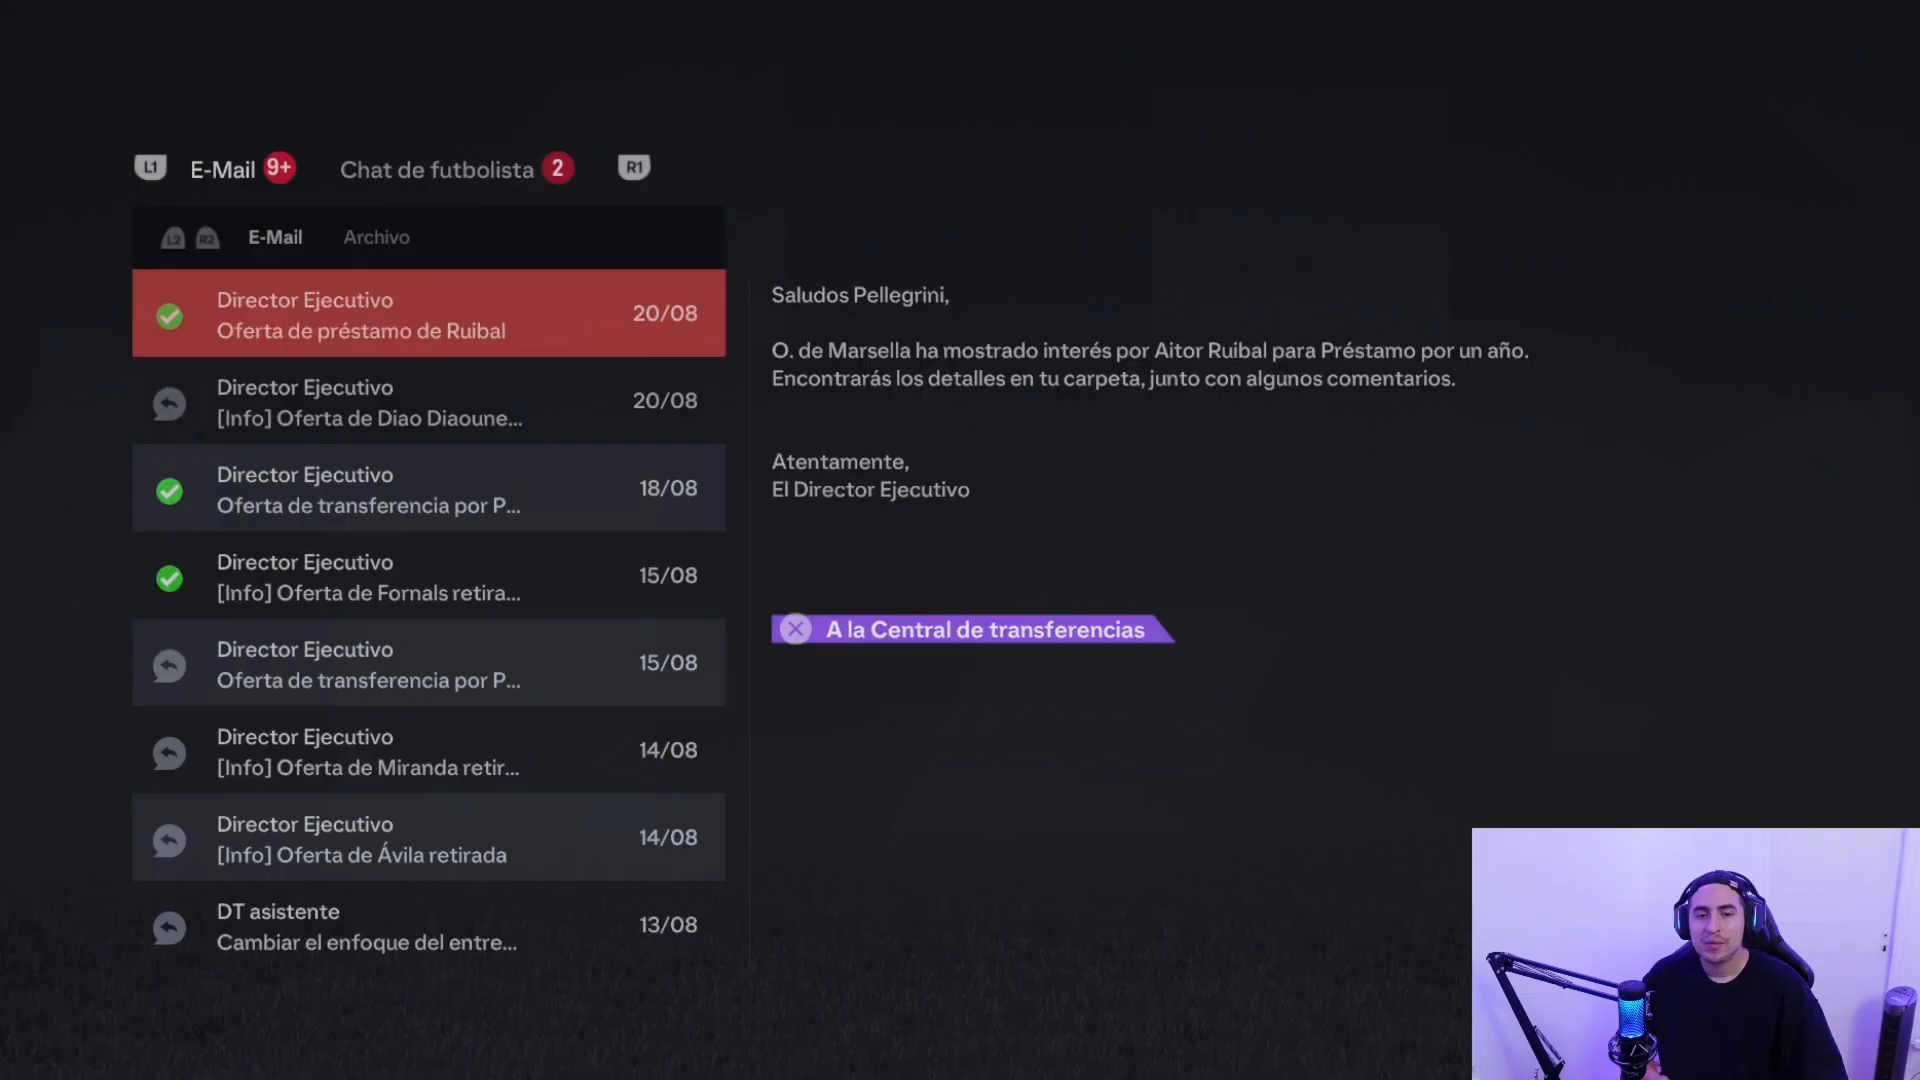 L1 E-Mail 9+ Chat de futbolista 2 R1
L2 R2 E-Mail Archivo
Director Ejecutivo
Oferta de préstamo de Ruibal
20/08
Director Ejecutivo
[Info] Oferta de Diao Diaoune...
20/08
Director Ejecutivo
Oferta de transferencia por P...
18/08
Director Ejecutivo
[Info] Oferta de Fornals retira...
15/08
Director Ejecutivo
Oferta de transferencia por P...
15/08
Director Ejecutivo
[Info] Oferta de Miranda retir...
14/08
Director Ejecutivo
[Info] Oferta de Ávila retirada
14/08
DT asistente
Cambiar el enfoque del entre...
13/08
Saludos Pellegrini,
O. de Marsella ha mostrado interés por Aitor Ruibal para Préstamo por un año.
Encontrarás los detalles en tu carpeta, junto con algunos comentarios.
Atentamente,
El Director Ejecutivo
A la Central de transferencias